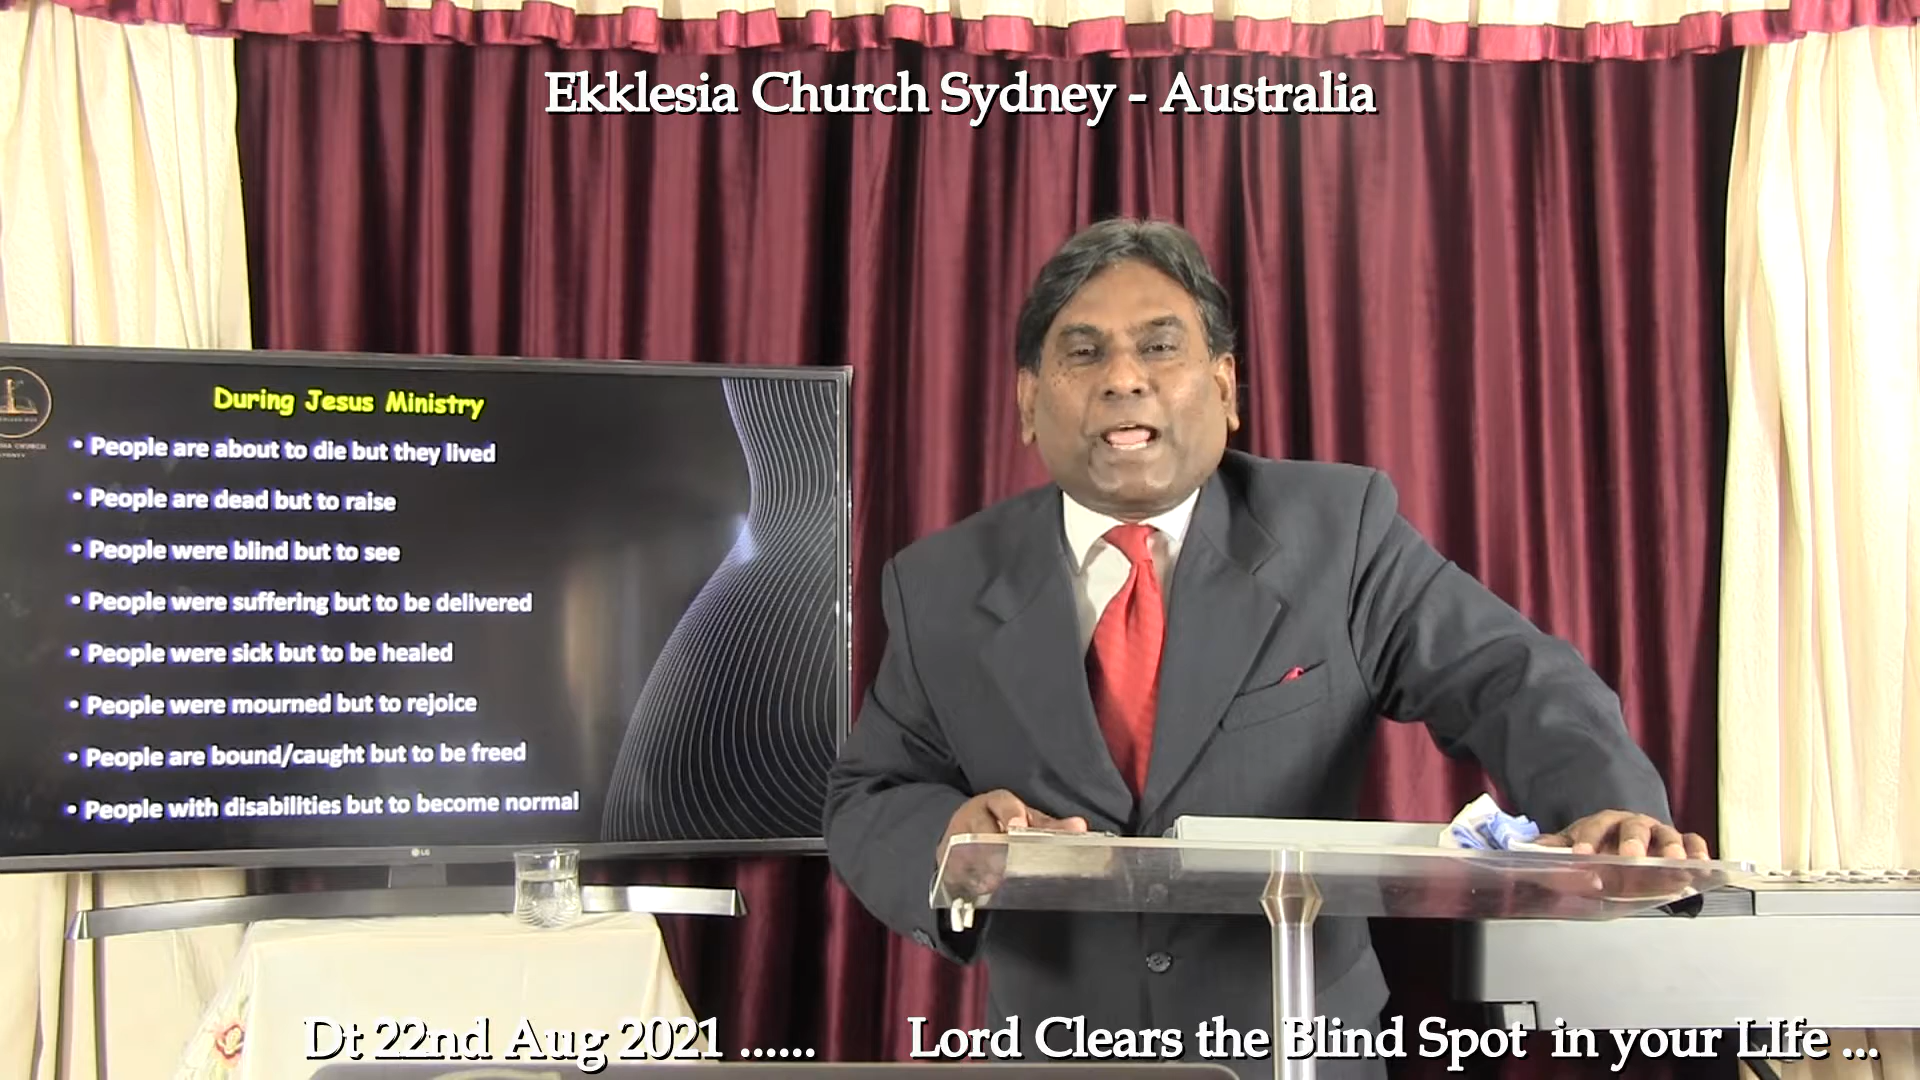 Ekklesia Church Sydney - Australia
During Jesus Ministry
• People are about to die but they lived
• People are dead but to raise
• People were blind but to see
• People were suffering but to be delivered
• People were sick but to be healed
• People were mourned but to rejoice
• People are bound/caught but to be freed
• People with disabilities but to become normal
LG
Dt 22nd Aug 2021 ...... Lord Clears the Blind Spot in your LIfe ...